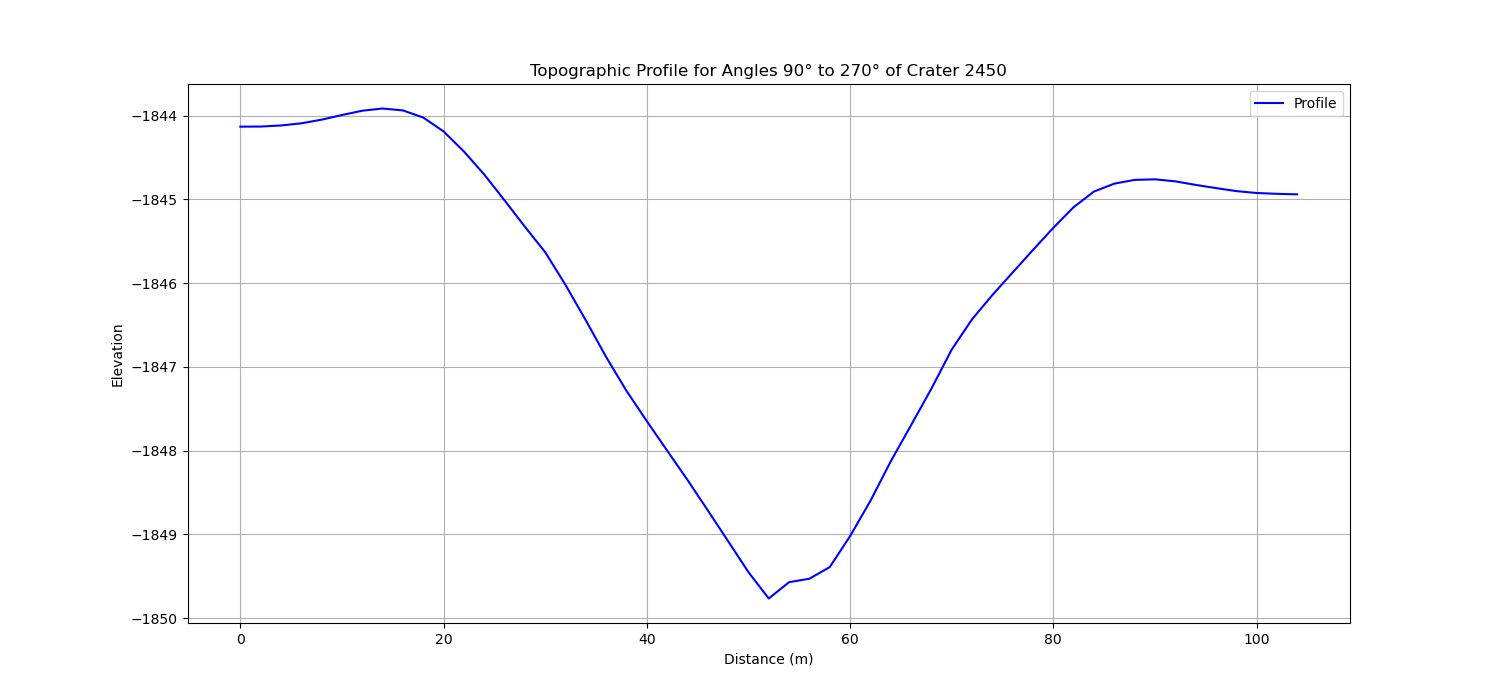 Topographic Profile for Angles 90° to 270° of Crater 2450
Profile
−1844
−1845
−1846
−1847
−1848
−1849
−1850
Elevation
0 20 40 60 80 100
Distance (m)